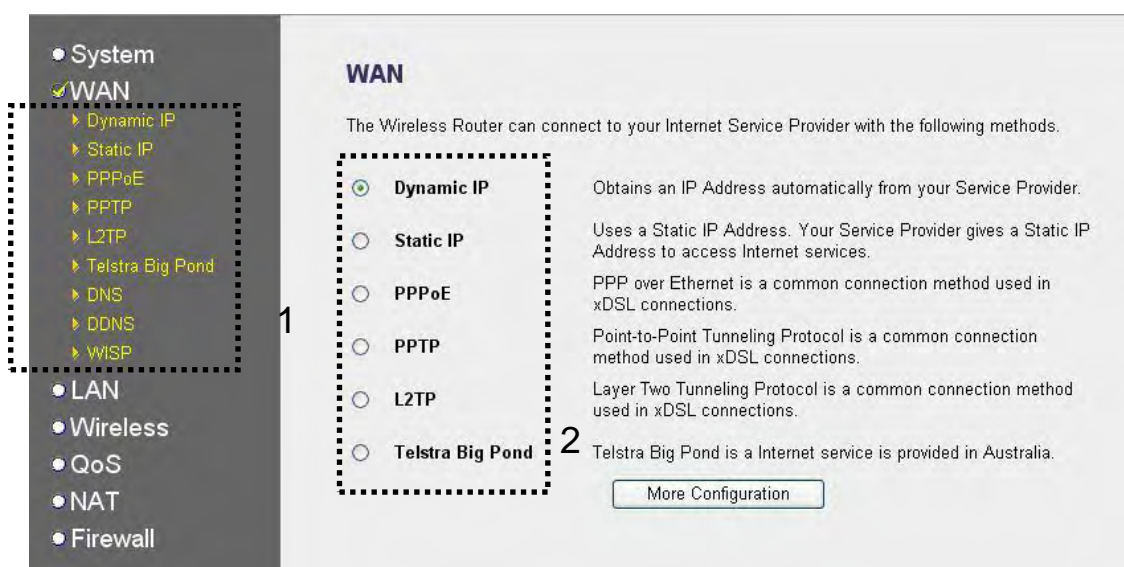 System
WAN
Dynamic IP
Static IP
PPPoE
PPTP
L2TP
Telstra Big Pond
DNS
DDNS
WISP
LAN
Wireless
QoS
NAT
Firewall
1
WAN
The Wireless Router can connect to your Internet Service Provider with the following methods.
Dynamic IP
Obtains an IP Address automatically from your Service Provider.
Static IP
Uses a Static IP Address. Your Service Provider gives a Static IP
Address to access Internet services.
PPPoE
PPP over Ethernet is a common connection method used in
xDSL connections.
PPTP
Point-to-Point Tunneling Protocol is a common connection
method used in xDSL connections.
L2TP
Layer Two Tunneling Protocol is a common connection method
used in xDSL connections.
Telstra Big Pond
2
Telstra Big Pond is a Internet service is provided in Australia.
More Configuration